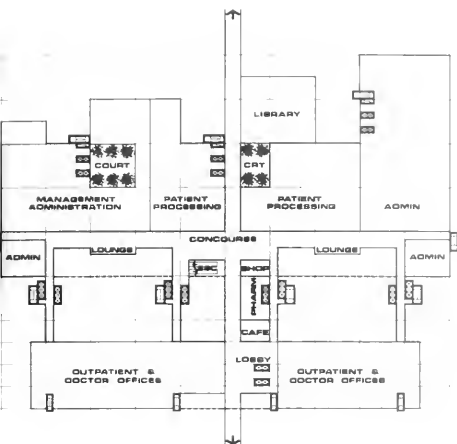 LIBRARY
COURT
CRT
MANAGEMENT
ADMINISTRATION
PATIENT
PROCESSING
PATIENT
PROCESSING
ADMIN
CONCOURSE
ADMIN
LOUNGE
LOUNGE
ADMIN
ESC
SHOP
PHARM
CAFE
LOBBY
OUTPATIENT &
DOCTOR OFFICES
OUTPATIENT &
DOCTOR OFFICES